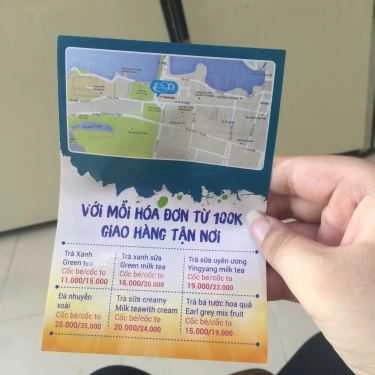 VỚI MỖI HÓA ĐƠN TỪ 100K
GIAO HÀNG TẬN NƠI
Trà Xanh
Green tea
Cốc bé/cốc to
11.000/15.000
Trà xanh sữa
Green milk tea
Cốc bé/cốc to
16.000/20.000
Trà sữa uyên ương
Yingyang milk tea
Cốc bé/cốc to
19.000/23.000
Đá nhuyễn
xoài
Cốc bé/cốc to
25.000/35.000
Trà sữa creamy
Milk teawith cream
Cốc bé/cốc to
20.000/24.000
Trà bá tước hoa quả
Earl grey mix fruit
Cốc bé/cốc to
15.000/19.000